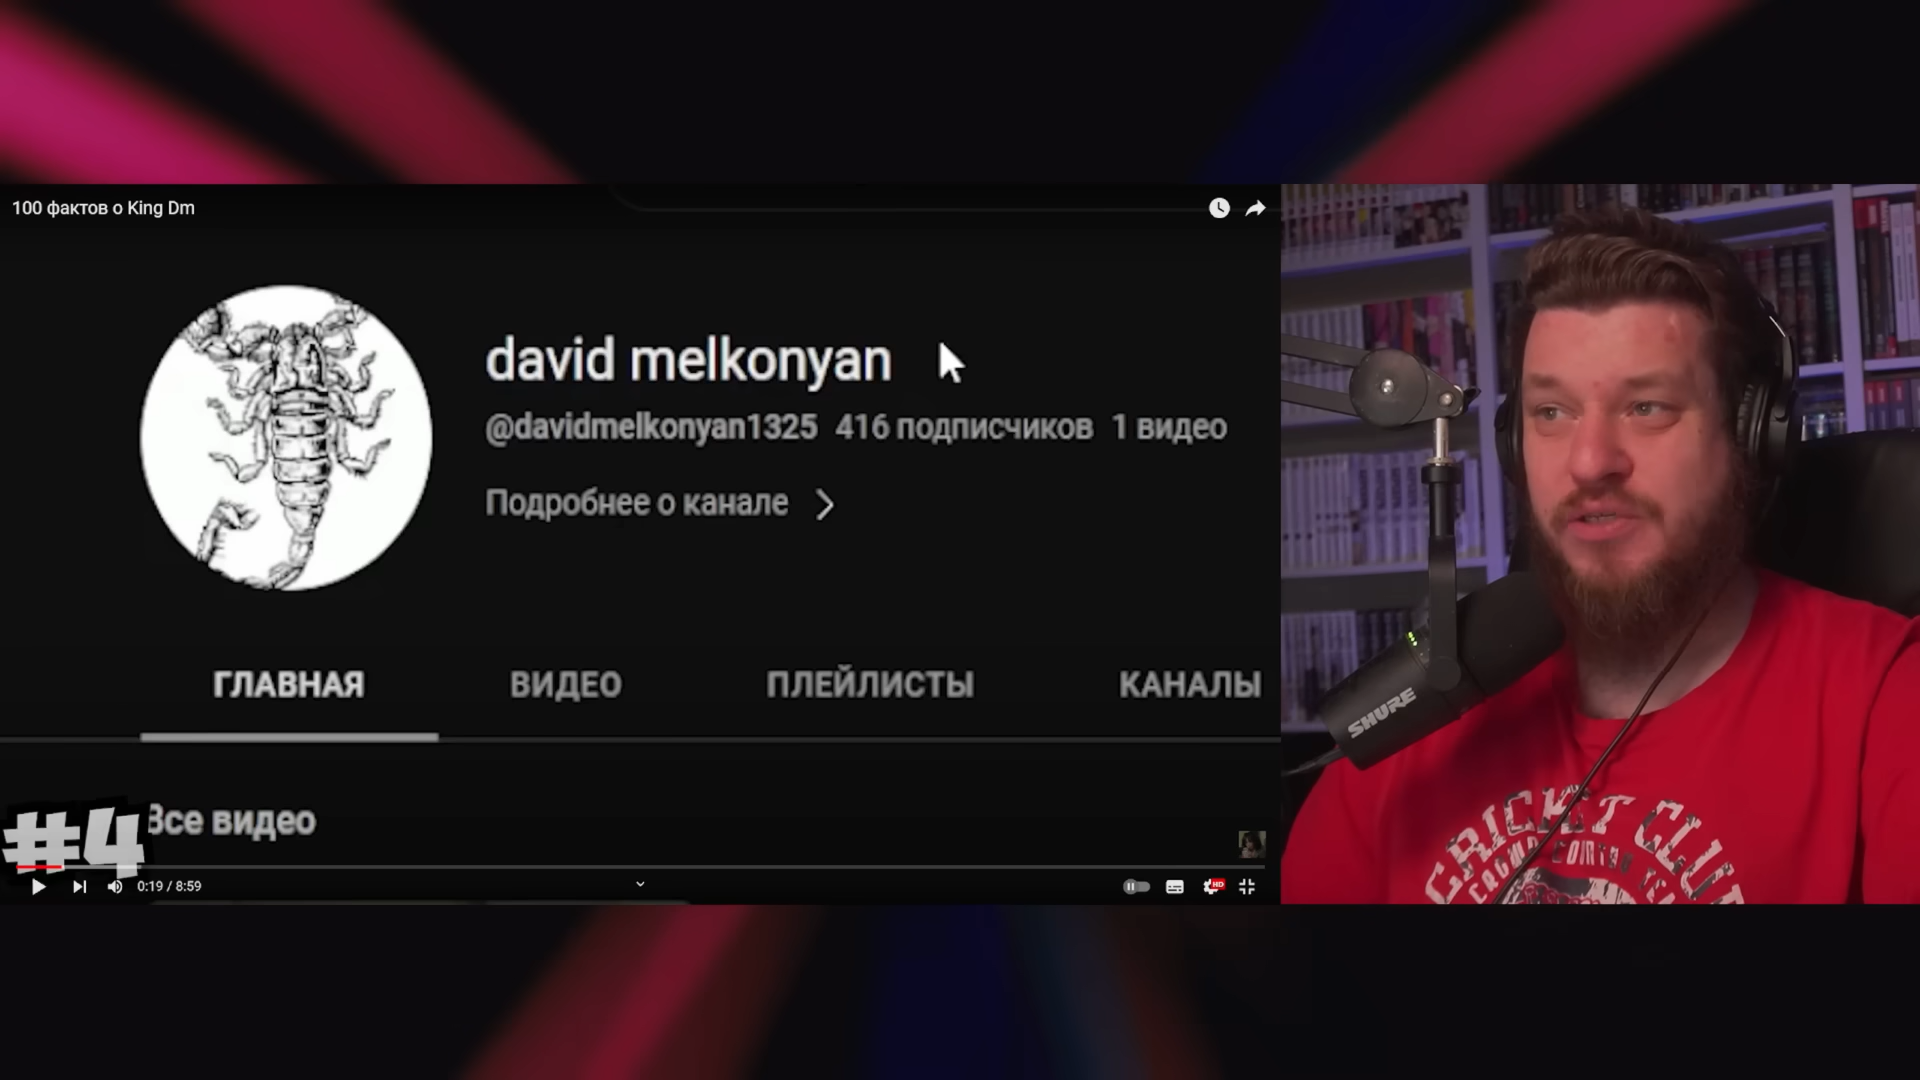 100 фактов о King Dm
david melkonyan
@davidmelkonyan1325 416 подписчиков 1 видео
Подробнее о канале
ГЛАВНАЯ ВИДЕО ПЛЕЙЛИСТЫ КАНАЛЫ
#4
Все видео
0:19 / 8:59
HD
SHURE
CRICKET CLUB